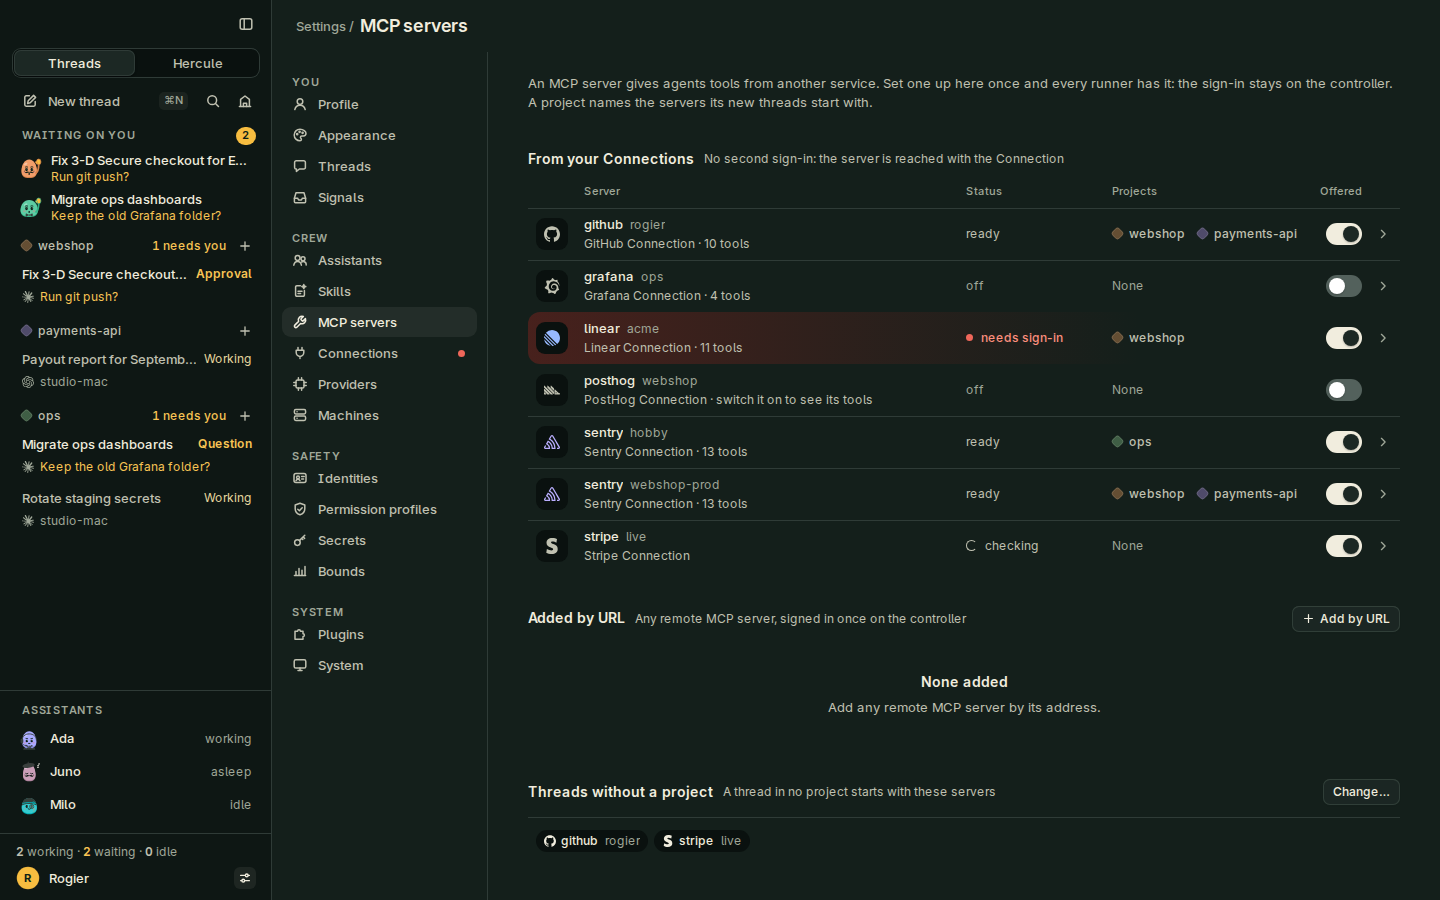 Threads
Hercule
New thread
⌘N
WAITING ON YOU
2
Fix 3-D Secure checkout for E...
Run git push?
Migrate ops dashboards
Keep the old Grafana folder?
webshop
1 needs you
Fix 3-D Secure checkout...
Approval
Run git push?
payments-api
Payout report for Septemb...
Working
studio-mac
ops
1 needs you
Migrate ops dashboards
Question
Keep the old Grafana folder?
Rotate staging secrets
Working
studio-mac
ASSISTANTS
Ada
working
Juno
asleep
Milo
idle
2 working · 2 waiting · 0 idle
R
Rogier
Settings / MCP servers
YOU
Profile
Appearance
Threads
Signals
CREW
Assistants
Skills
MCP servers
Connections
Providers
Machines
SAFETY
Identities
Permission profiles
Secrets
Bounds
SYSTEM
Plugins
System
An MCP server gives agents tools from another service. Set one up here once and every runner has it: the sign-in stays on the controller.
A project names the servers its new threads start with.
From your Connections
No second sign-in: the server is reached with the Connection
Server
Status
Projects
Offered
github rogier
GitHub Connection · 10 tools
ready
webshop
payments-api
grafana ops
Grafana Connection · 4 tools
off
None
linear acme
Linear Connection · 11 tools
needs sign-in
webshop
posthog webshop
PostHog Connection · switch it on to see its tools
off
None
sentry hobby
Sentry Connection · 13 tools
ready
ops
sentry webshop-prod
Sentry Connection · 13 tools
ready
webshop
payments-api
stripe live
Stripe Connection
checking
None
Added by URL
Any remote MCP server, signed in once on the controller
Add by URL
None added
Add any remote MCP server by its address.
Threads without a project
A thread in no project starts with these servers
Change...
github rogier
stripe live